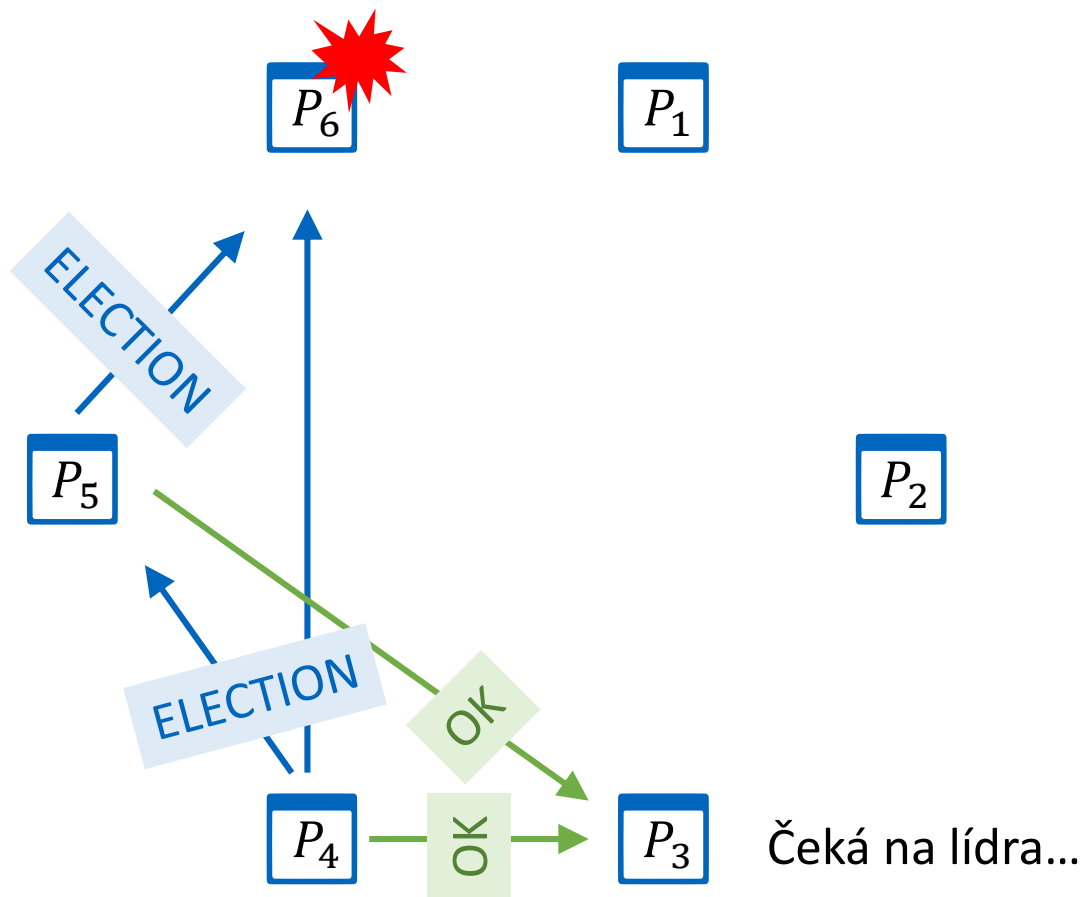 P₆
P₁
ELECTION
P₅
P₂
ELECTION
OK
P₄
OK
P₃
Čeká na lídra…